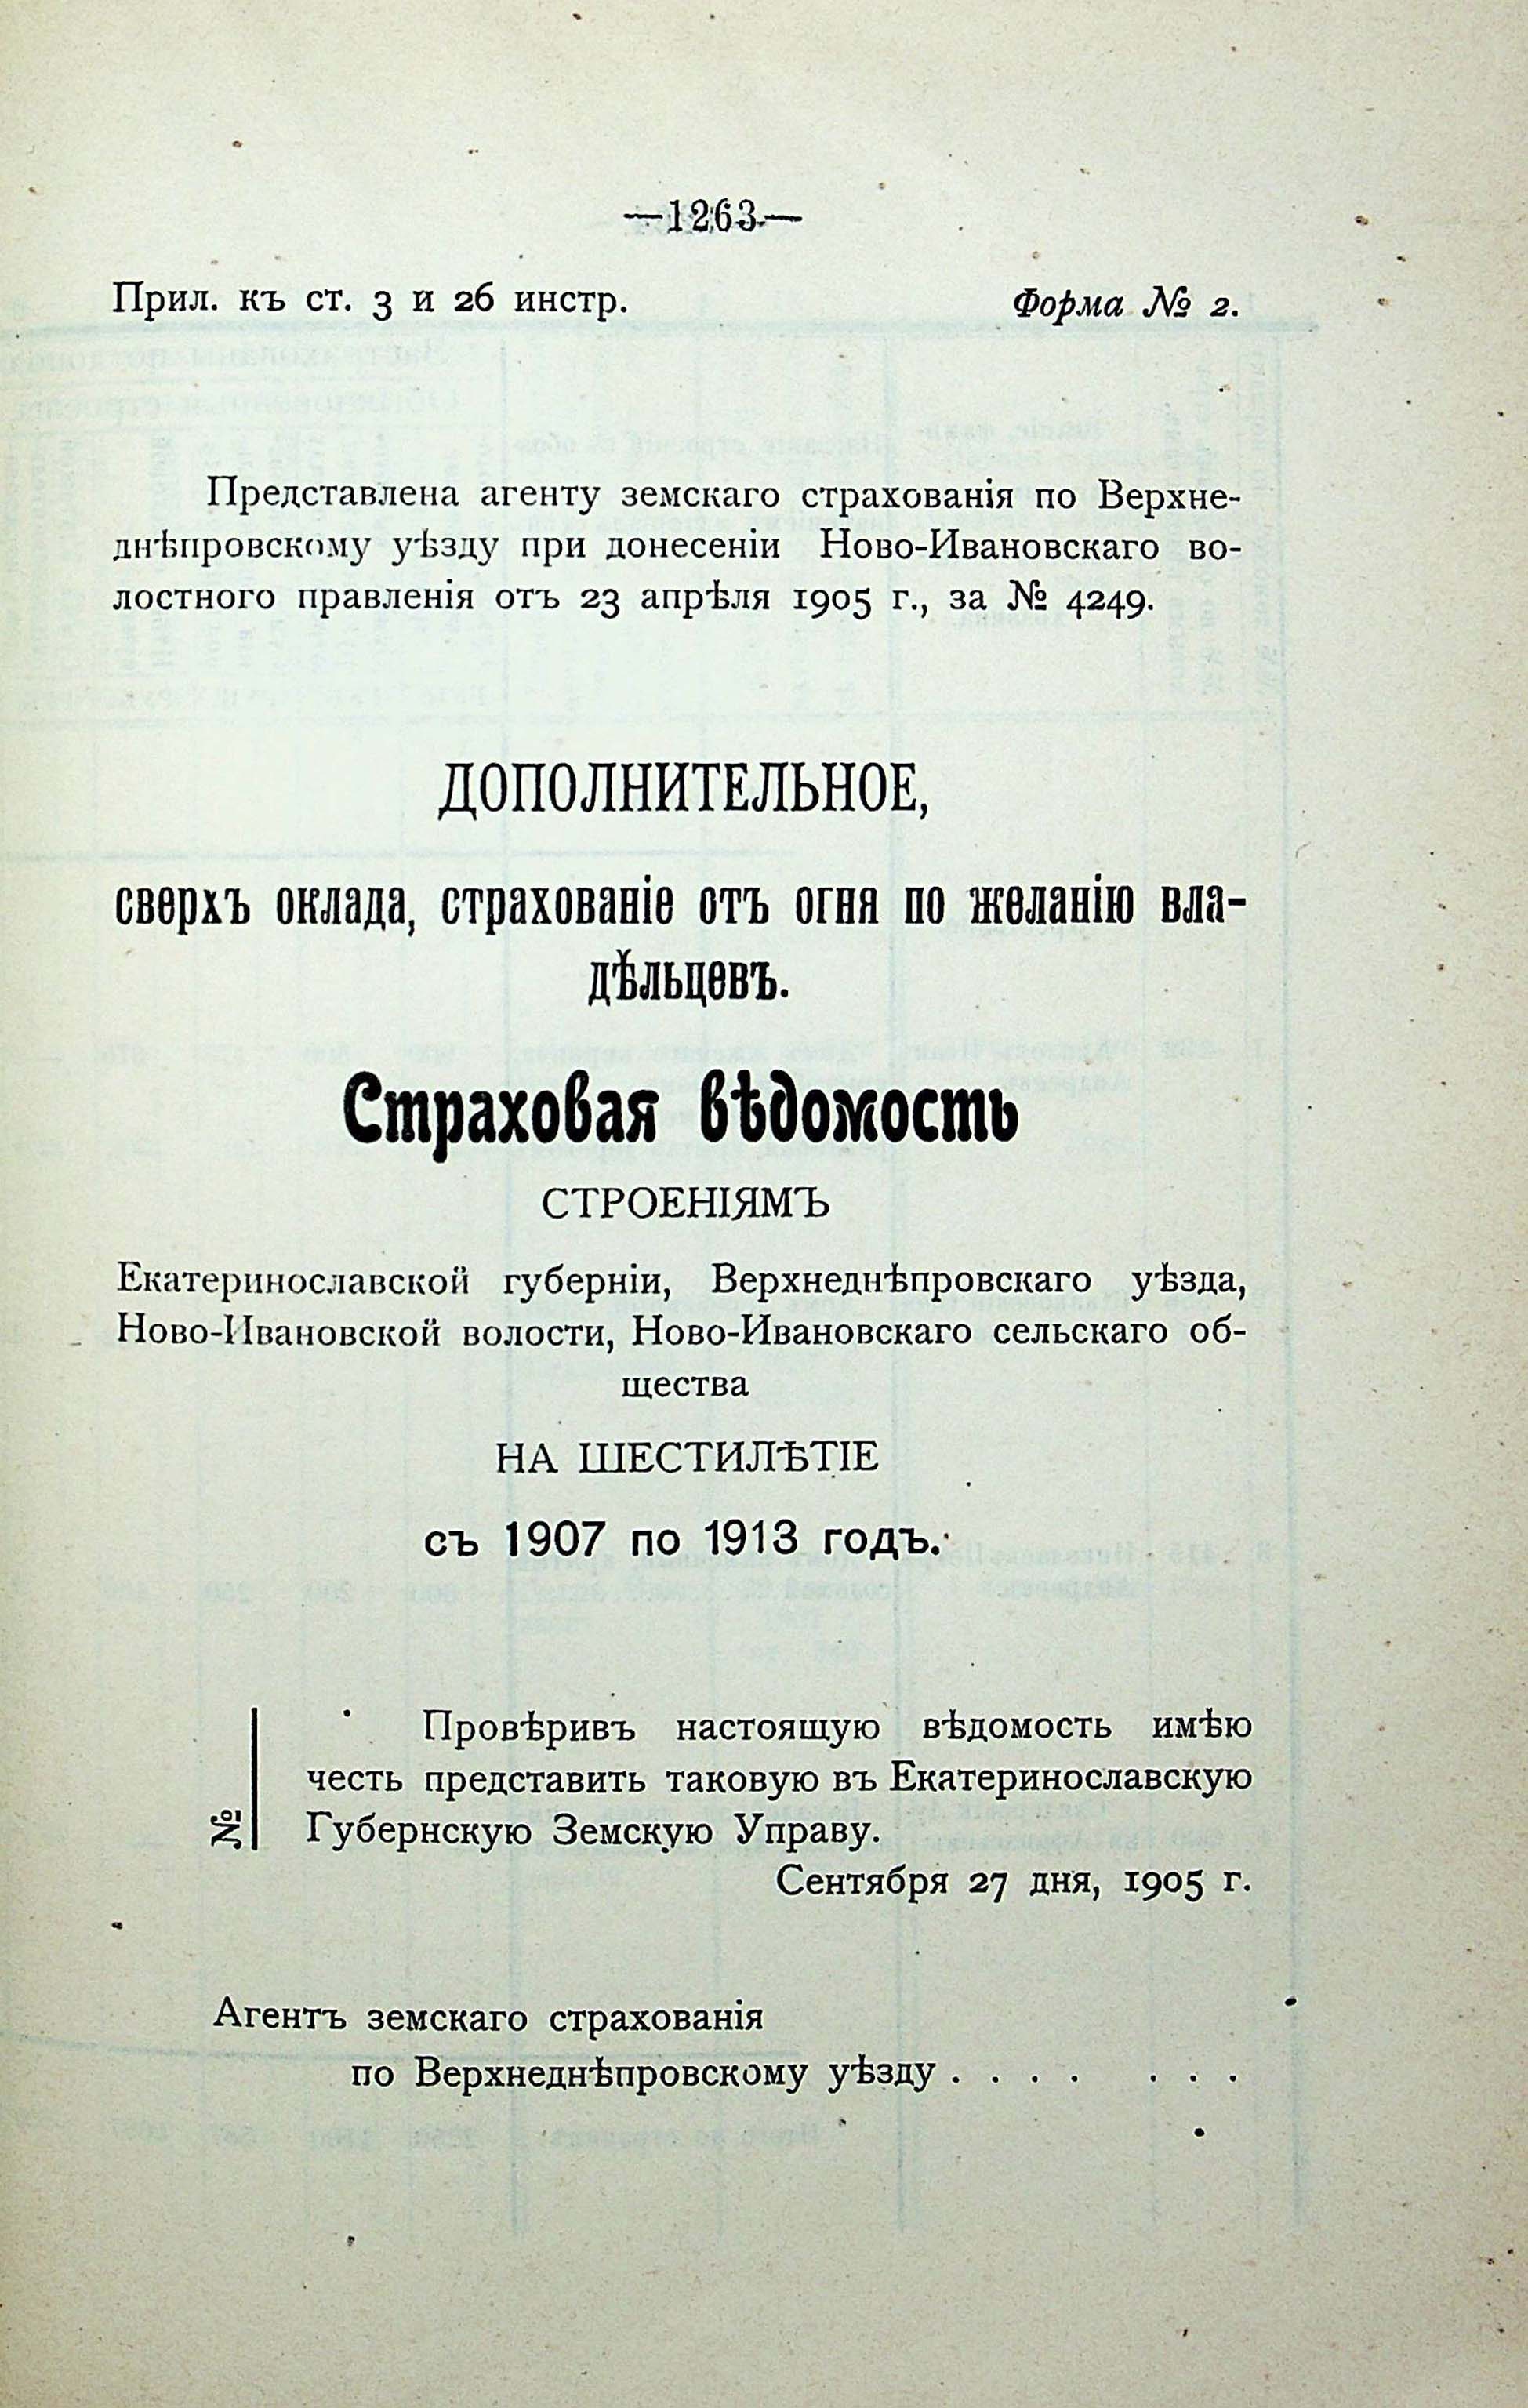 —1263—
Прил. къ ст. 3 и 26 инстр.
Форма № 2.
Представлена агенту земскаго страхованія по Верхне-
днѣпровскому уѣзду при донесеніи Ново-Ивановскаго во-
лостного правленія отъ 23 апрѣля 1905 г., за № 4249.
ДОПОЛНИТЕЛЬНОЕ,
сверхъ оклада, страхованіе отъ огня по желанію вла-
дѣльцевъ.
Страховая вѣдомость
СТРОЕНІЯМЪ
Екатеринославской губерніи, Верхнеднѣпровскаго уѣзда,
Ново-Ивановской волости, Ново-Ивановскаго сельскаго об-
щества
НА ШЕСТИЛѢТІЕ
съ 1907 по 1913 годъ.
№
Провѣривъ настоящую вѣдомость имѣю
честь представить таковую въ Екатеринославскую
Губернскую Земскую Управу.
Сентября 27 дня, 1905 г.
Агентъ земскаго страхованія
по Верхнеднѣпровскому уѣзду . . . . . . .